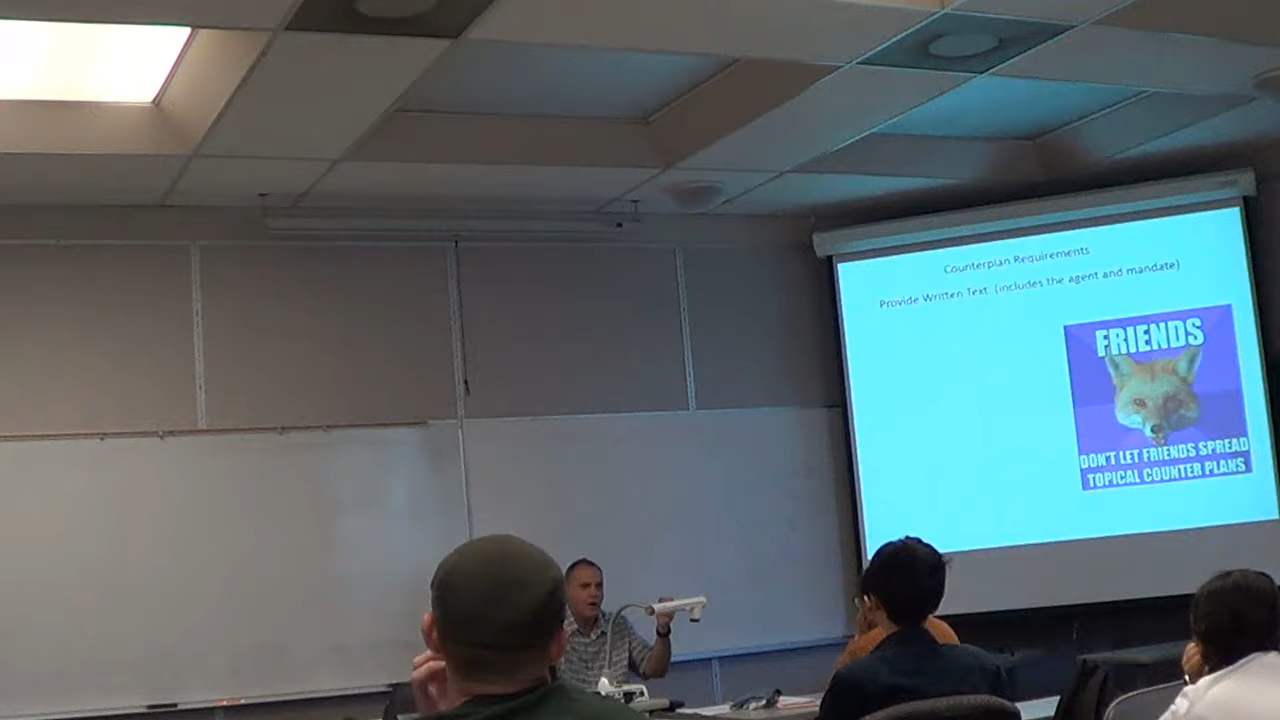 Counterplan Requirements
Provide Written Text. (includes the agent and mandate)
FRIENDS
DON'T LET FRIENDS SPREAD
TOPICAL COUNTER PLANS